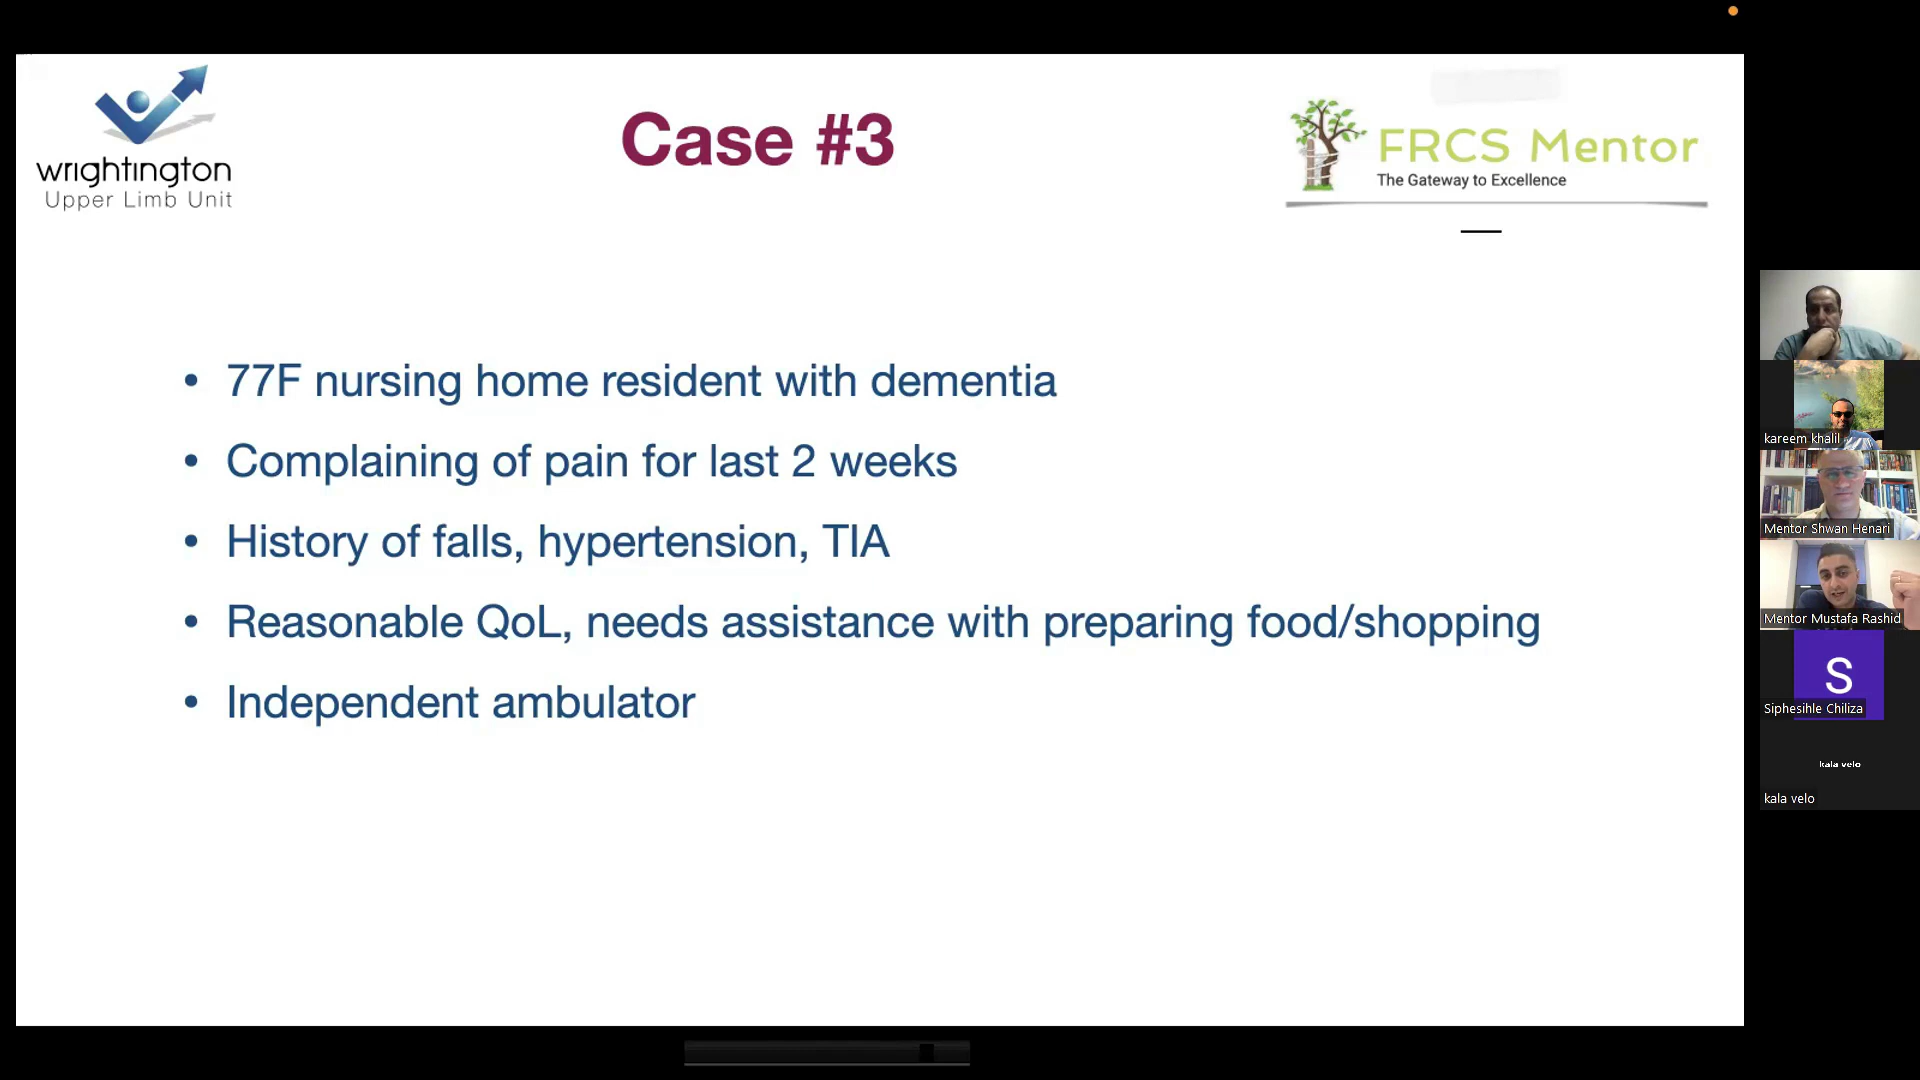 wrightington
Upper Limb Unit
Case #3
FRCS Mentor
The Gateway to Excellence
• 77F nursing home resident with dementia
• Complaining of pain for last 2 weeks
• History of falls, hypertension, TIA
• Reasonable QoL, needs assistance with preparing food/shopping
• Independent ambulator
kareem khalil
Mentor Shwan Henari
Mentor Mustafa Rashid
S
Siphesihle Chiliza
kala velo
kala velo